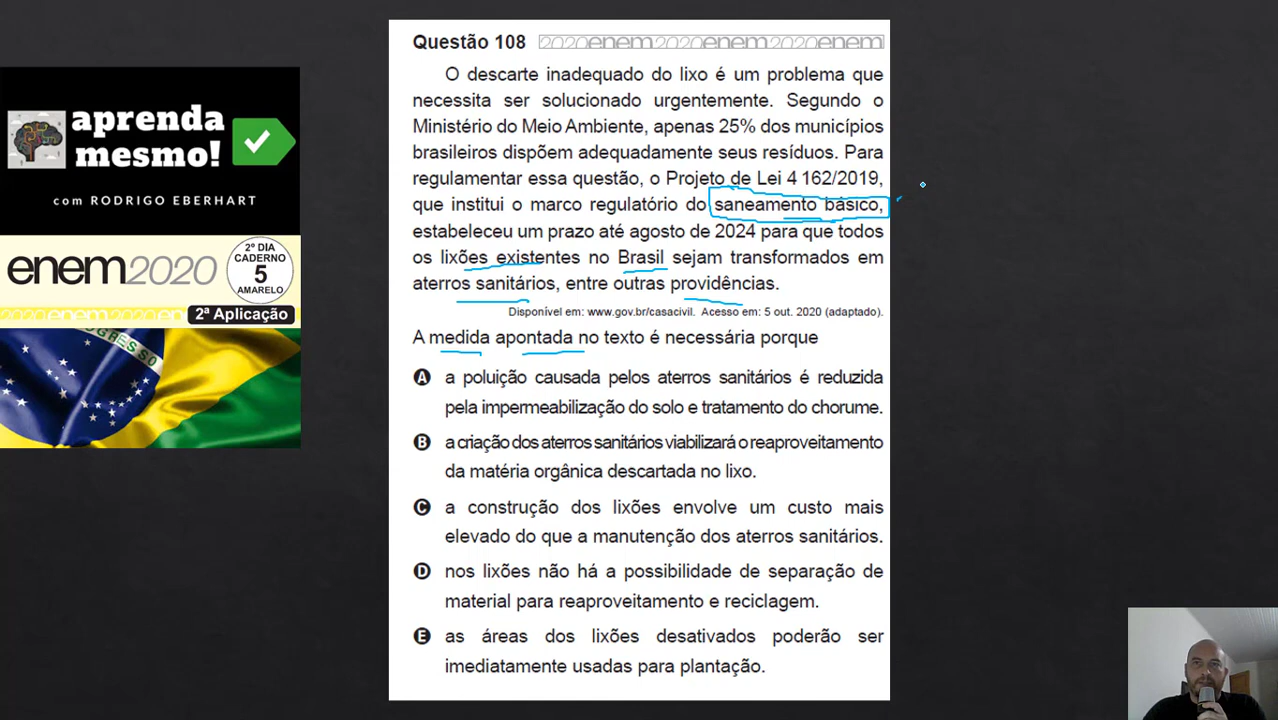 Questão 108
2020enem2020enem2020enem
O descarte inadequado do lixo é um problema que
necessita ser solucionado urgentemente. Segundo o
Ministério do Meio Ambiente, apenas 25% dos municípios
brasileiros dispõem adequadamente seus resíduos. Para
regulamentar essa questão, o Projeto de Lei 4 162/2019,
que institui o marco regulatório do saneamento básico,
estabeleceu um prazo até agosto de 2024 para que todos
os lixões existentes no Brasil sejam transformados em
aterros sanitários, entre outras providências.
Disponível em: www.gov.br/casacivil. Acesso em: 5 out. 2020 (adaptado).
A medida apontada no texto é necessária porque
A a poluição causada pelos aterros sanitários é reduzida
pela impermeabilização do solo e tratamento do chorume.
B a criação dos aterros sanitários viabilizará o reaproveitamento
da matéria orgânica descartada no lixo.
C a construção dos lixões envolve um custo mais
elevado do que a manutenção dos aterros sanitários.
D nos lixões não há a possibilidade de separação de
material para reaproveitamento e reciclagem.
E as áreas dos lixões desativados poderão ser
imediatamente usadas para plantação.
aprenda
mesmo!
com RODRIGO EBERHART
enem2020
2º DIA
CADERNO
5
AMARELO
2ª Aplicação